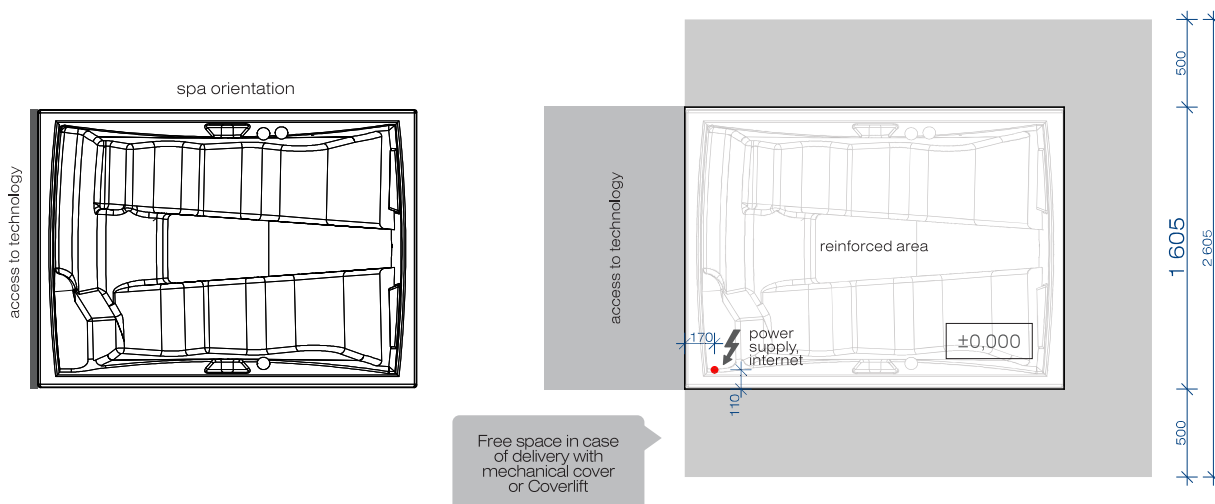 spa orientation
access to technology
access to technology
reinforced area
170
power
supply,
internet
±0,000
110
Free space in case
of delivery with
mechanical cover
or Coverlift
500
1 605
2 605
500